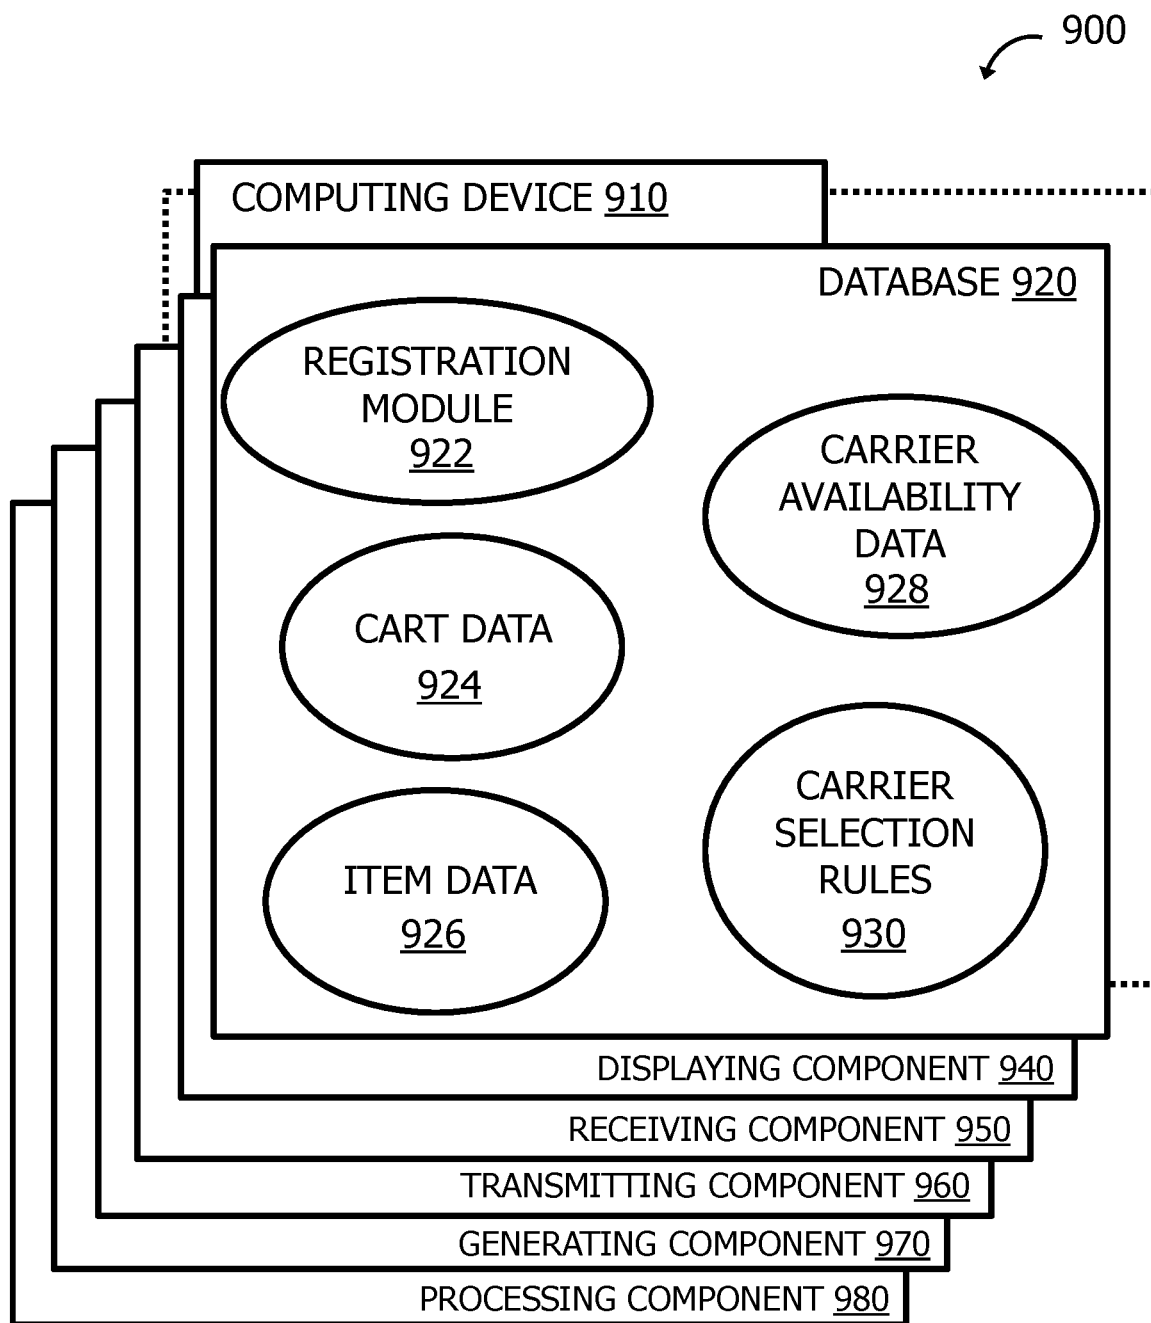 900
COMPUTING DEVICE 910
DATABASE 920
REGISTRATION
MODULE
922
CARRIER
AVAILABILITY
DATA
928
CART DATA
924
CARRIER
SELECTION
RULES
930
ITEM DATA
926
DISPLAYING COMPONENT 940
RECEIVING COMPONENT 950
TRANSMITTING COMPONENT 960
GENERATING COMPONENT 970
PROCESSING COMPONENT 980